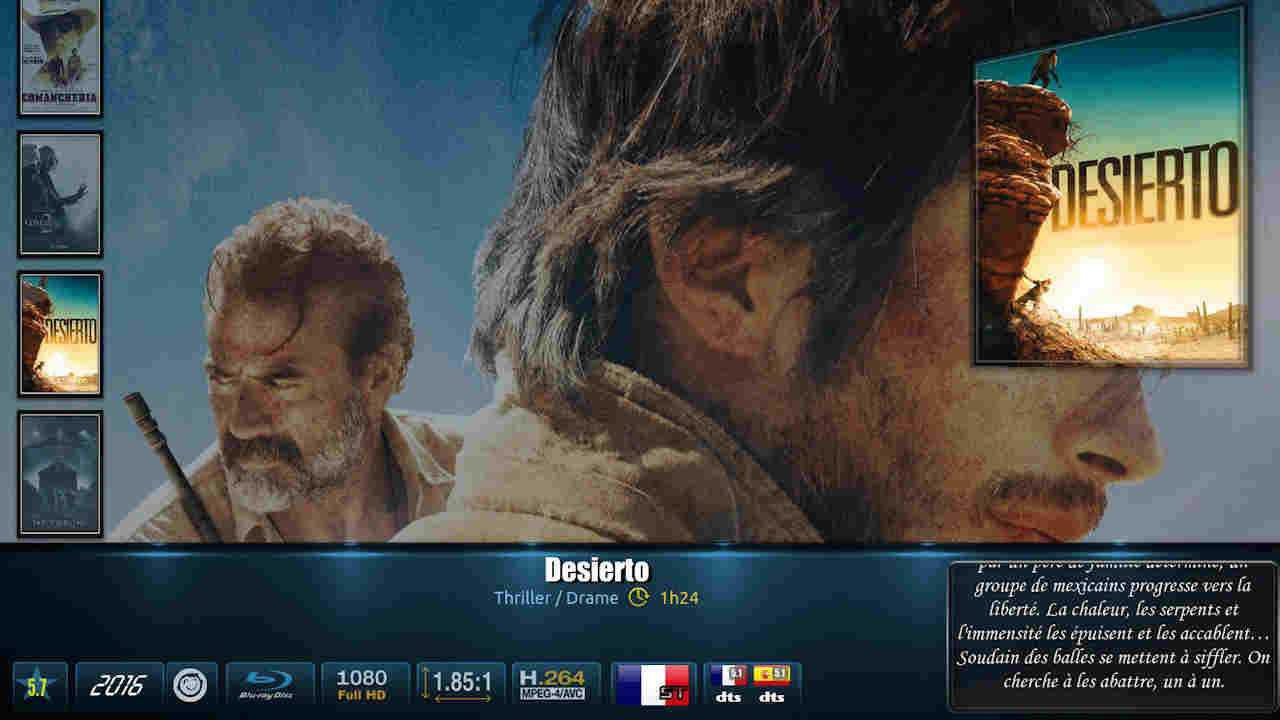 COMANCHERIA
DESIERTO
DESIERTO
Desierto
Thriller / Drame 1h24
groupe de mexicains progresse vers la
liberté. La chaleur, les serpents et
l'immensité les épuisent et les accablent…
Soudain des balles se mettent à siffler. On
cherche à les abattre, un à un.
5.7
2016
Blu-ray Disc
1080
Full HD
1.85:1
H.264
MPEG-4/AVC
ST
5.1
dts
5.1
dts